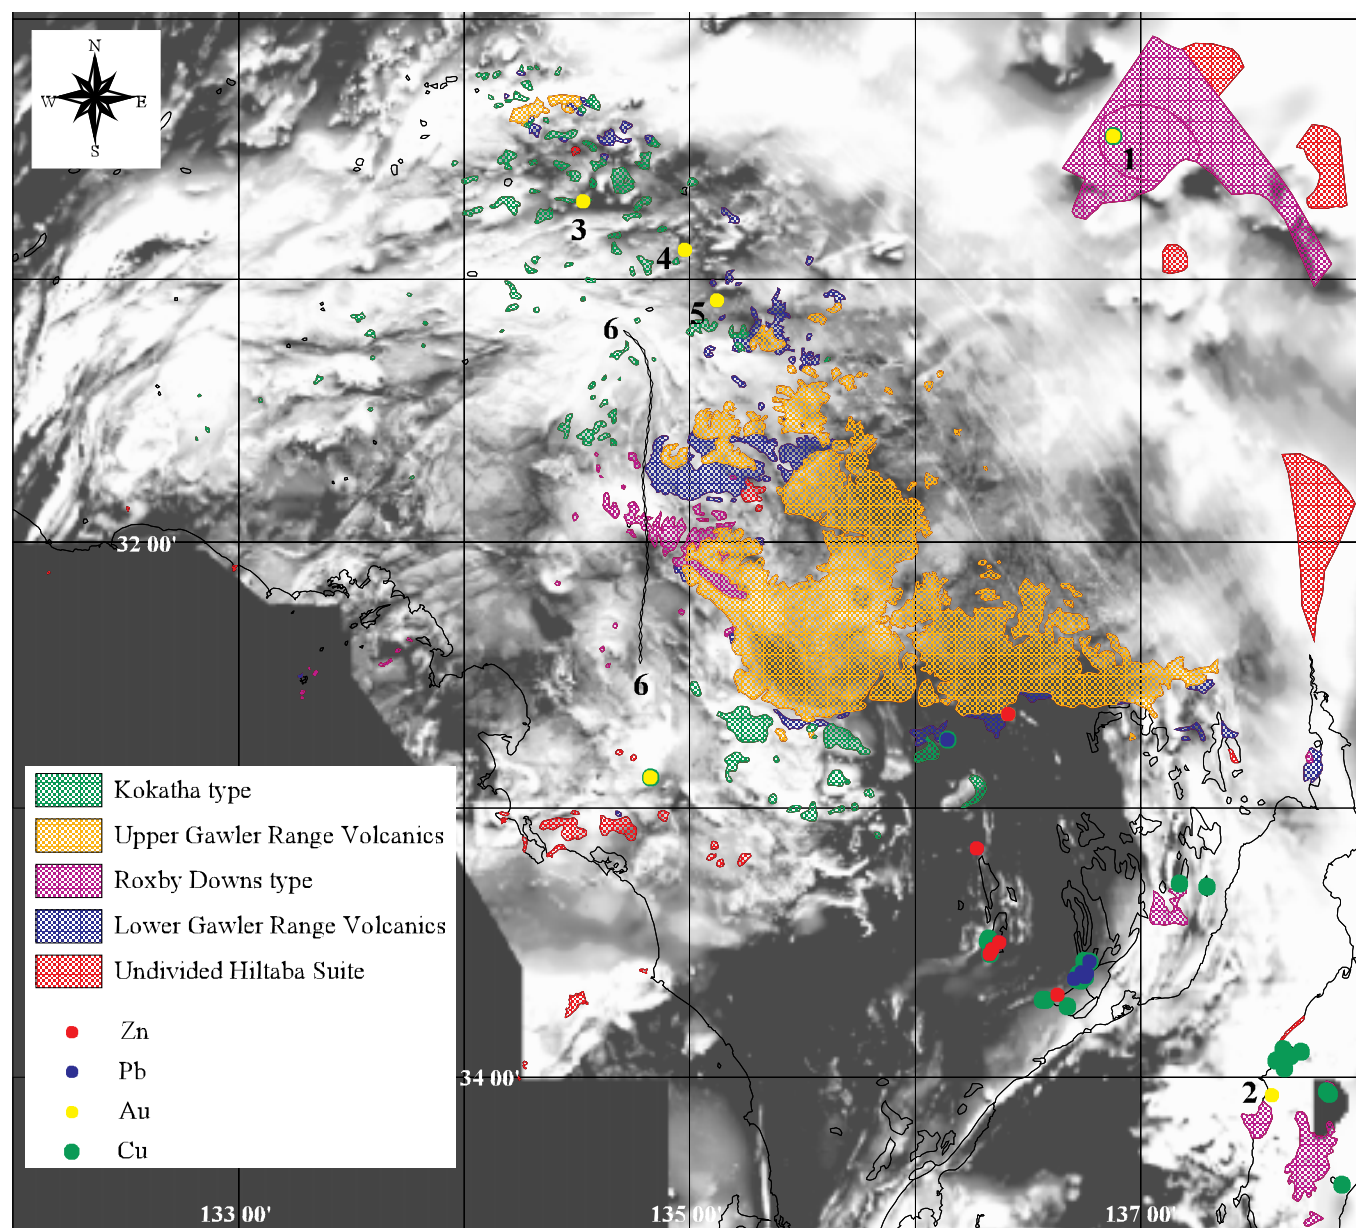 N
W E
S
1
3
4
5
6
32 00'
6
Kokatha type
Upper Gawler Range Volcanics
Roxby Downs type
Lower Gawler Range Volcanics
Undivided Hiltaba Suite
Zn
Pb
Au
Cu
34 00'
2
133 00' 135 00' 137 00'